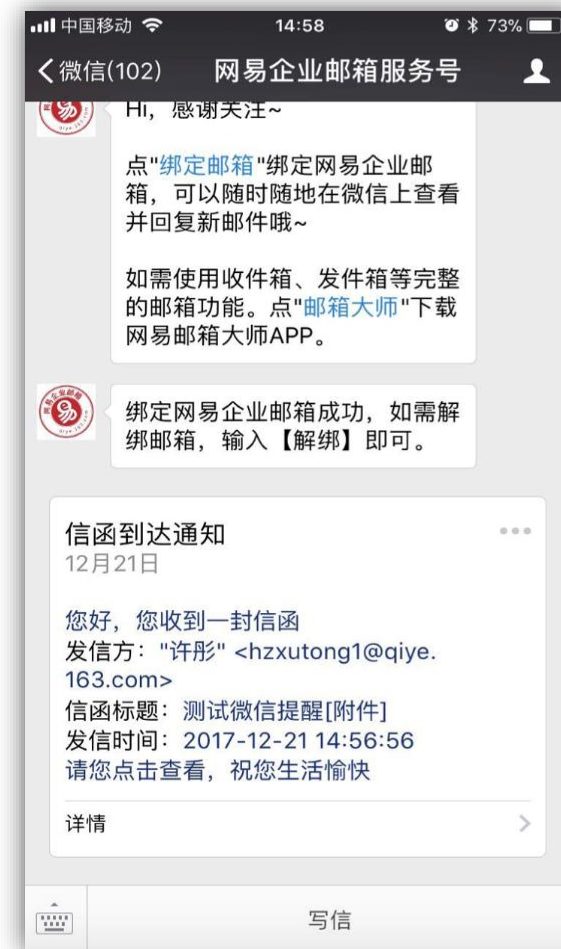 中国移动 14:58 73%
微信(102) 网易企业邮箱服务号
Hi, 感谢关注~
点"绑定邮箱"绑定网易企业邮
箱，可以随时随地在微信上查看
并回复新邮件哦~
如需使用收件箱、发件箱等完整
的邮箱功能。点"邮箱大师"下载
网易邮箱大师APP。
绑定网易企业邮箱成功，如需解
绑邮箱，输入【解绑】即可。
信函到达通知
12月21日
您好，您收到一封信函
发信方："许彤" <hzxutong1@qiye.
163.com>
信函标题：测试微信提醒[附件]
发信时间：2017-12-21 14:56:56
请您点击查看，祝您生活愉快
详情
写信